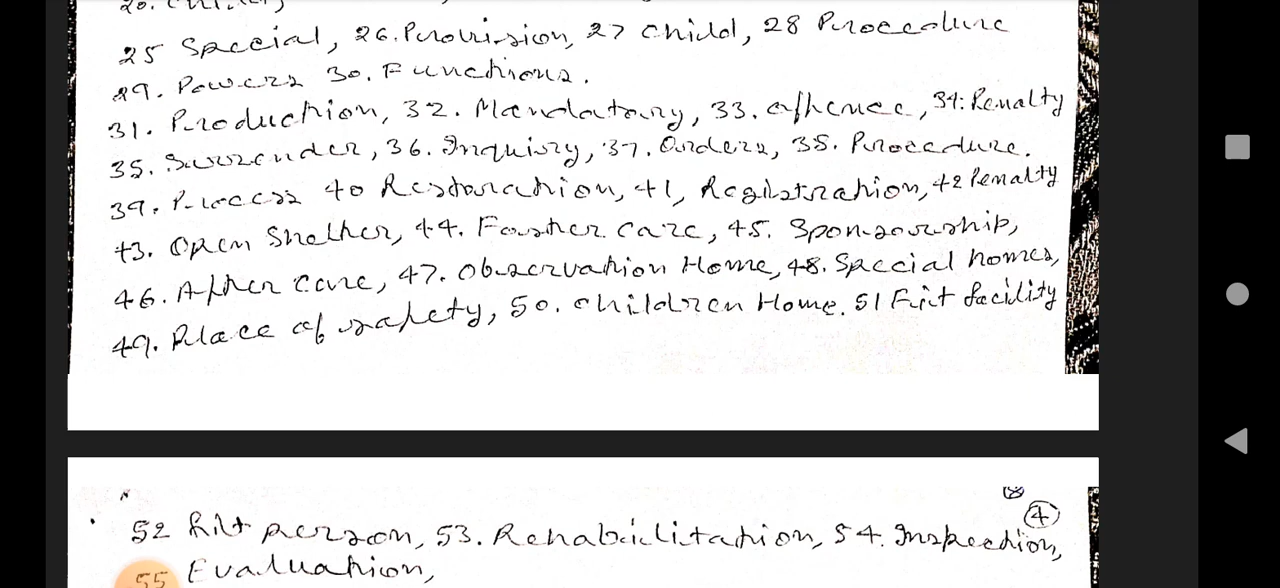 25 Special, 26. Provision, 27 Child, 28 Procedure
29. Powers 30. Functions.
31. Production, 32. Mandatory, 33. offence, 34: Penalty
35. Surrender, 36. Inquiry, 37. Orders, 38. Procedure.
39. Process 40 Restoration, 41, Registration, 42 Penalty
43. Open Shelter, 44. Foster care, 45. Sponsorship,
46. After care, 47. Observation Home, 48. Special homes,
49. Place of safety, 50. Children Home. 51 Fit facility
4
52 Fit person, 53. Rehabilitation, 54. Inspection,
55 Evaluation,